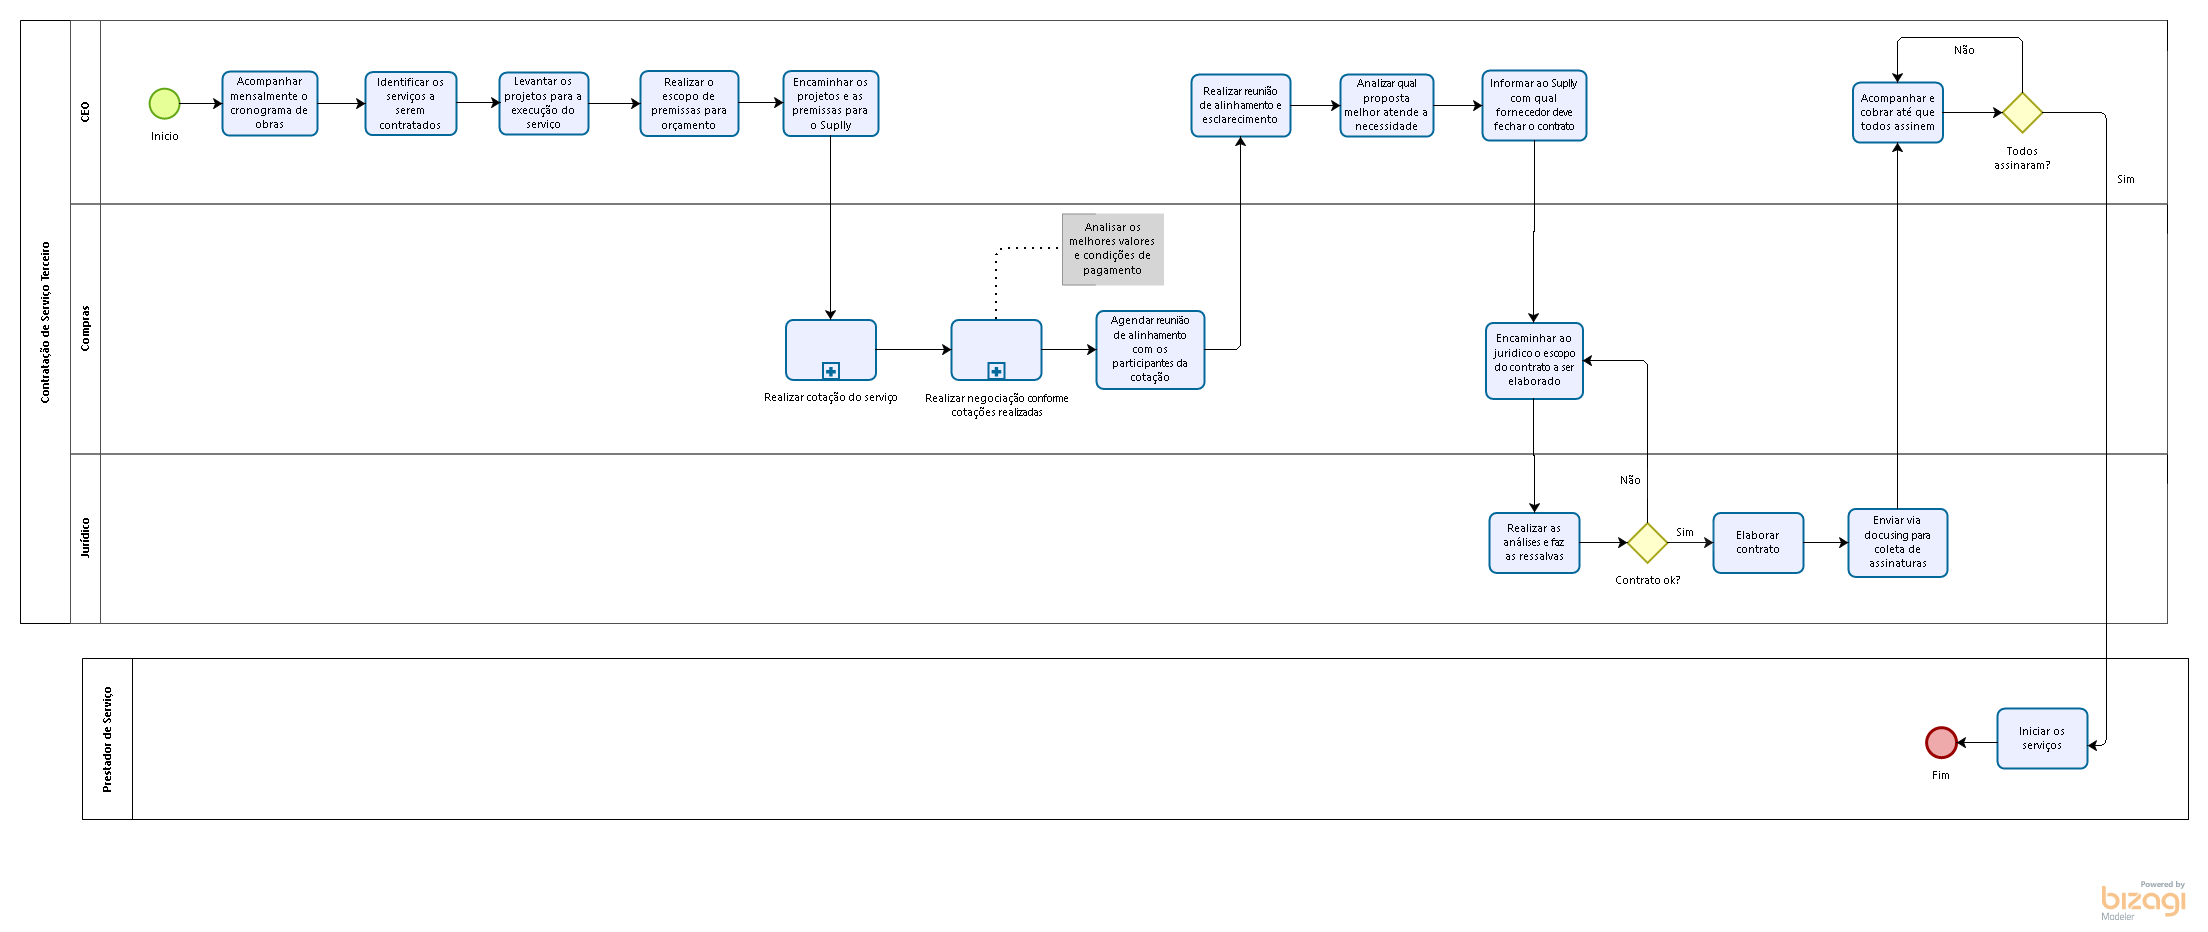 Contratação de Serviço Terceiro
CEO
Inicio
Acompanhar
mensalmente o
cronograma de
obras
Identificar os
serviços a
serem
contratados
Levantar os
projetos para a
execução do
serviço
Realizar o
escopo de
premissas para
orçamento
Encaminhar os
projetos e as
premissas para
o Suplly
Realizar reunião
de alinhamento e
esclarecimento
Analizar qual
proposta
melhor atende a
a necessidade
Informar ao Suplly
com qual
fornecedor deve
fechar o contrato
Acompanhar e
cobrar até que
todos assinem
Não
Todos
assinaram?
Sim
Compras
Analisar os
melhores valores
e condições de
pagamento
Realizar cotação do serviço
Realizar negociação conforme
cotações realizadas
Agendar reunião
de alinhamento
com os
participantes da
cotação
Encaminhar ao
juridico o escopo
do contrato a ser
elaborado
Jurídico
Realizar as
análises e faz
as ressalvas
Não
Sim
Contrato ok?
Elaborar
contrato
Enviar via
docusing para
coleta de
assinaturas
Prestador de Serviço
Iniciar os
serviços
Fim
Powered by
bizagi
Modeler